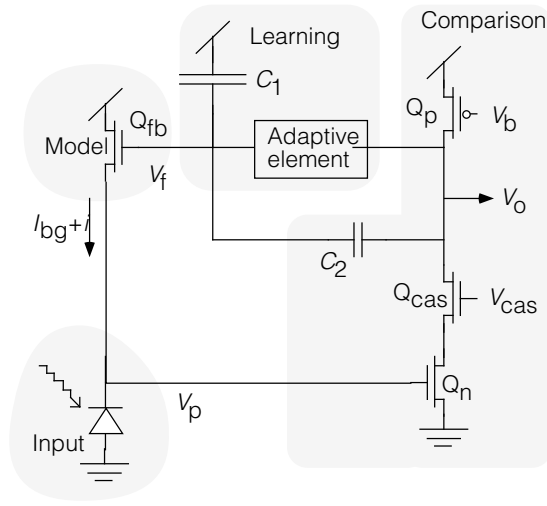 Comparison
Learning
C1
Qfb
Model
Vf
Adaptive
element
Qp
Vb
Vo
Ibg+i
C2
Qcas
Vcas
Qn
Vp
Input